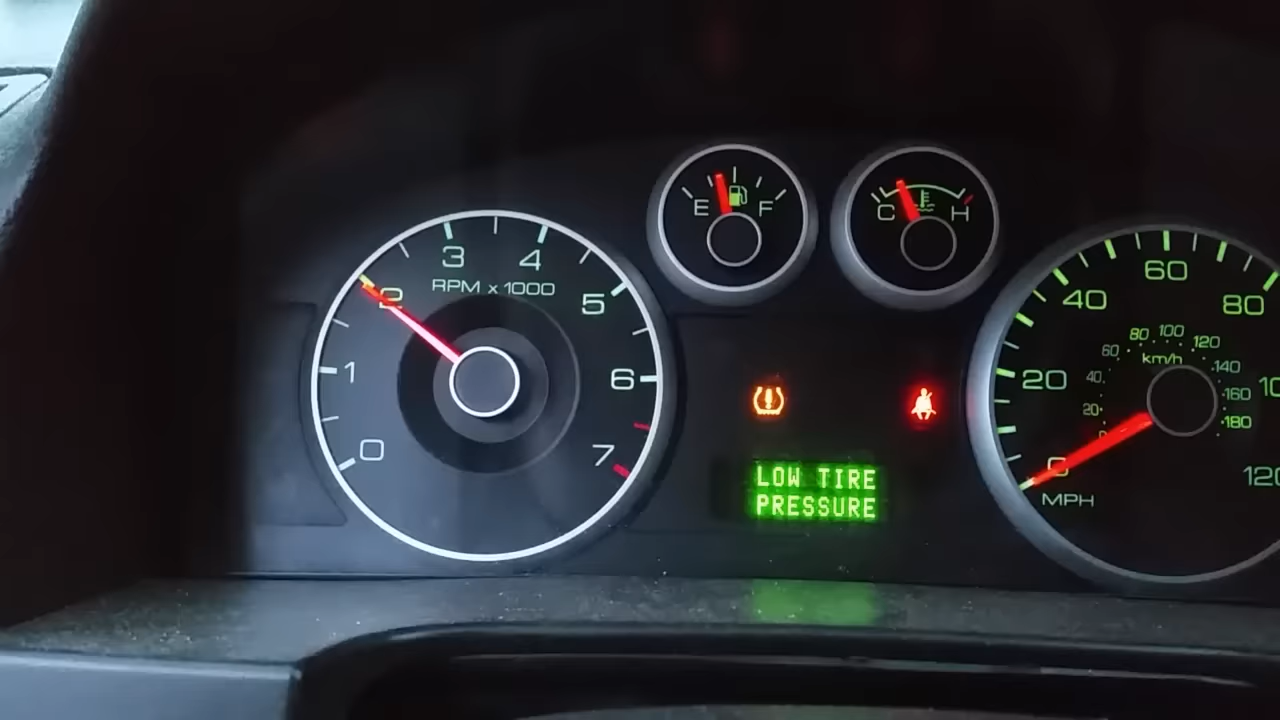 E F
C H
0 1 2 3 4 5 6 7
RPM x 1000
LOW TIRE
PRESSURE
0 20 40 60 80 120
MPH
0 20 40 60 80 100 120 140 160 180
km/h